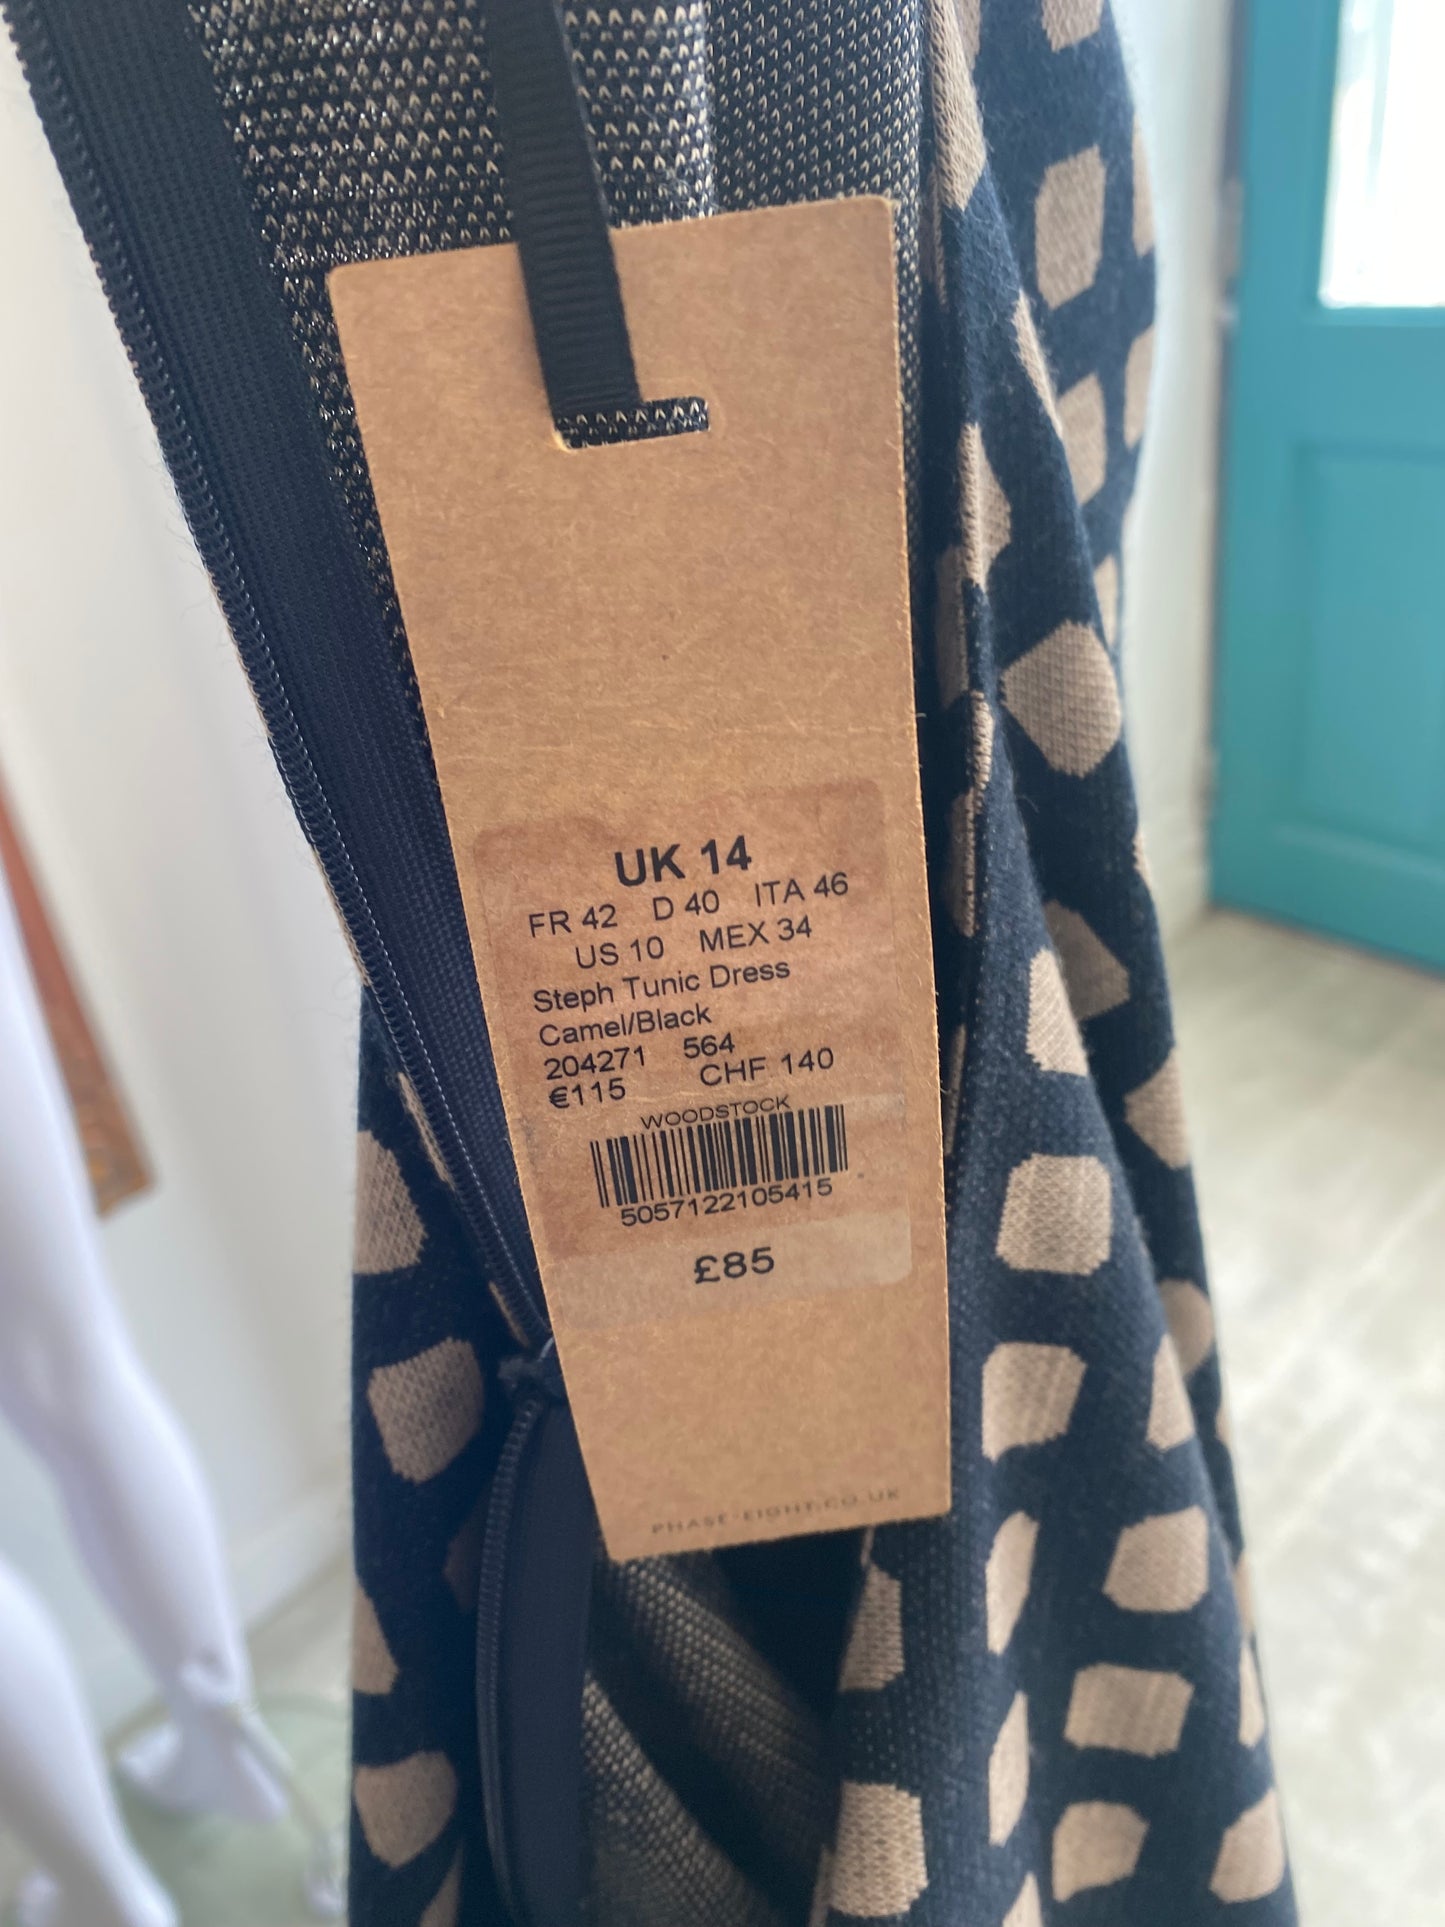 UK 14
FR 42 D 40 ITA 46
US 10 MEX 34
Steph Tunic Dress
Camel/Black
204271 564
€115 CHF 140
WOODSTOCK
5057122105415
£85
PHASE-EIGHT.CO.UK